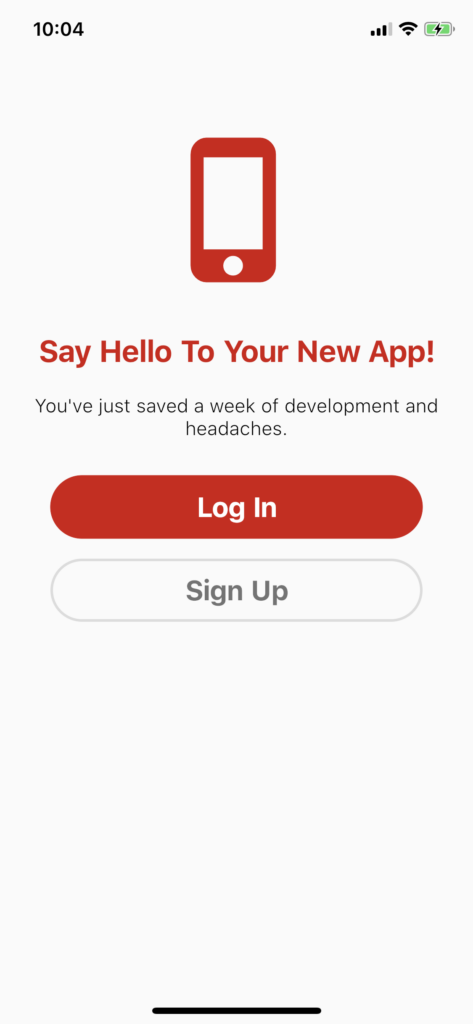 10:04
Say Hello To Your New App!
You've just saved a week of development and
headaches.
Log In
Sign Up